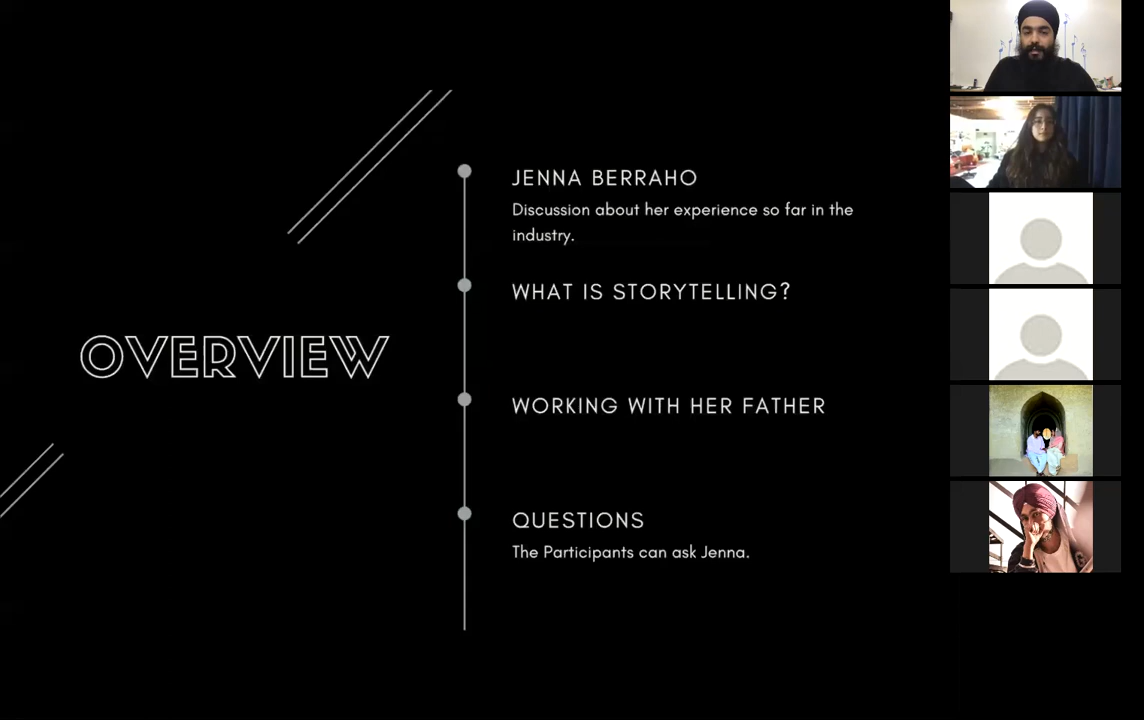 OVERVIEW
JENNA BERRAHO
Discussion about her experience so far in the
industry.
WHAT IS STORYTELLING?
WORKING WITH HER FATHER
QUESTIONS
The Participants can ask Jenna.